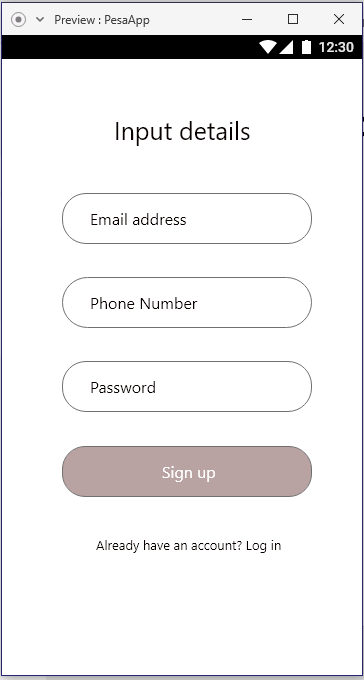 Preview : PesaApp
12:30
Input details
Email address
Phone Number
Password
Sign up
Already have an account? Log in